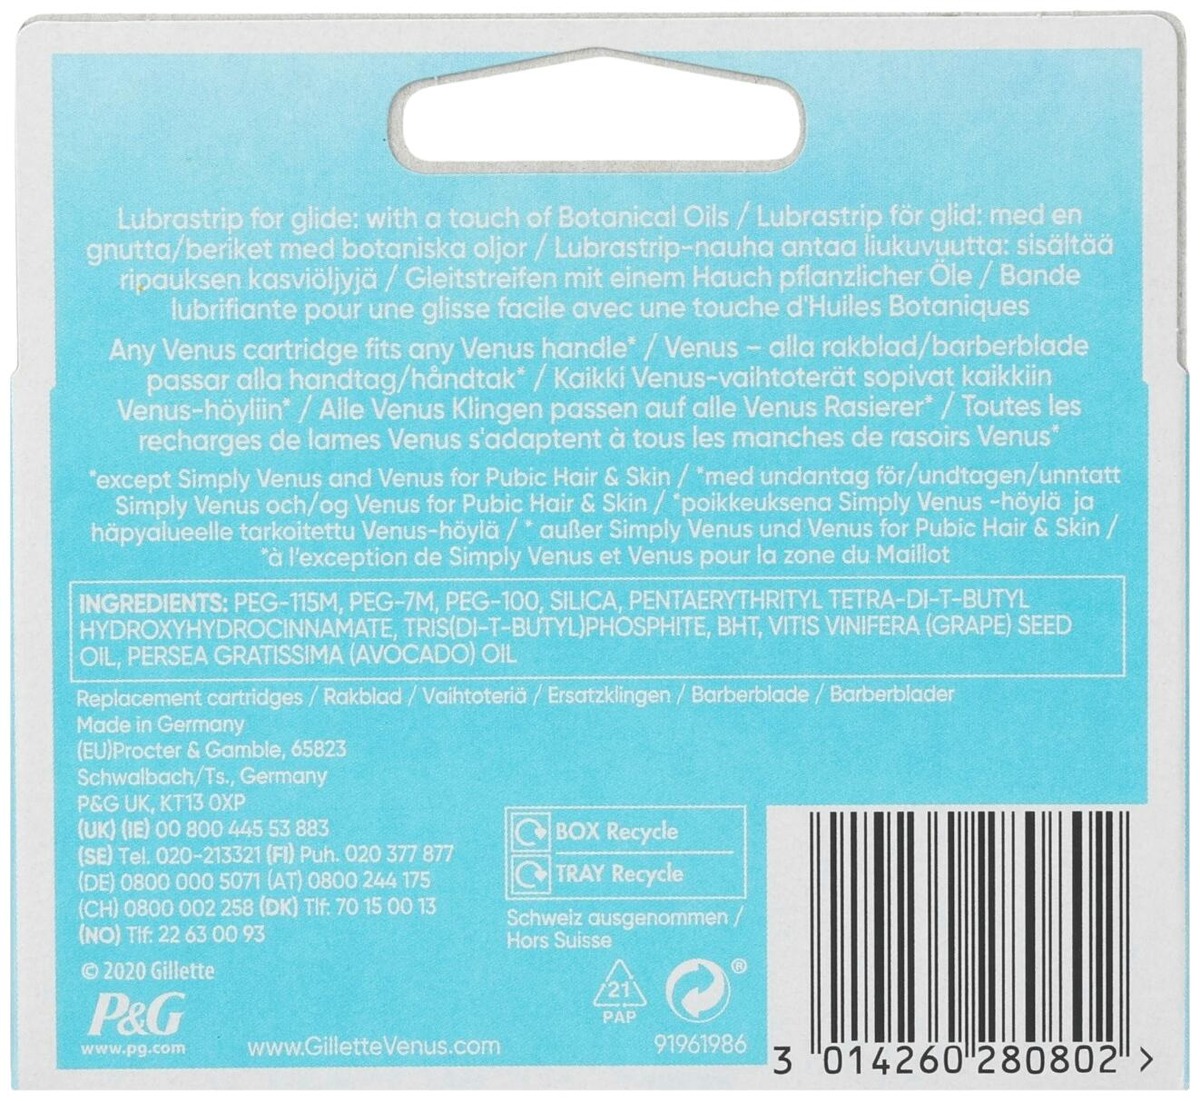 Lubrastrip for glide: with a touch of Botanical Oils / Lubrastrip för glid: med en
gnutta/beriket med botaniska oljor / Lubrastrip-nauha antaa liukuvuutta: sisältää
ripauksen kasviöljyjä / Gleitstreifen mit einem Hauch pflanzlicher Öle / Bande
lubrifiante pour une glisse facile avec une touche d'Huiles Botaniques
Any Venus cartridge fits any Venus handle* / Venus – alla rakblad/barberblade
passar alla handtag/håndtak* / Kaikki Venus-vaihtoterät sopivat kaikkiin
Venus-höyliin* / Alle Venus Klingen passen auf alle Venus Rasierer* / Toutes les
recharges de lames Venus s'adaptent à tous les manches de rasoirs Venus*
*except Simply Venus and Venus for Pubic Hair & Skin / *med undantag för/undtagen/unntatt
Simply Venus och/og Venus for Pubic Hair & Skin / *poikkeuksena Simply Venus -höylä ja
häpyalueelle tarkoitettu Venus-höylä / * außer Simply Venus und Venus for Pubic Hair & Skin /
*à l'exception de Simply Venus et Venus pour la zone du Maillot
INGREDIENTS: PEG-115M, PEG-7M, PEG-100, SILICA, PENTAERYTHRITYL TETRA-DI-T-BUTYL
HYDROXYHYDROCINNAMATE, TRIS(DI-T-BUTYL)PHOSPHITE, BHT, VITIS VINIFERA (GRAPE) SEED
OIL, PERSEA GRATISSIMA (AVOCADO) OIL
Replacement cartridges / Rakblad / Vaihtoteriä / Ersatzklingen / Barberblade / Barberblader
Made in Germany
(EU)Procter & Gamble, 65823
Schwalbach/Ts., Germany
P&G UK, KT13 0XP
(UK) (IE) 00 800 445 53 883
(SE) Tel. 020-213321 (FI) Puh. 020 377 877
(DE) 0800 000 5071 (AT) 0800 244 175
(CH) 0800 002 258 (DK) Tlf: 70 15 00 13
(NO) Tlf: 22 63 00 93
© 2020 Gillette
P&G
www.pg.com
www.GilletteVenus.com
BOX Recycle
TRAY Recycle
Schweiz ausgenommen /
Hors Suisse
21
PAP
®
91961986
3 014260 280802 >